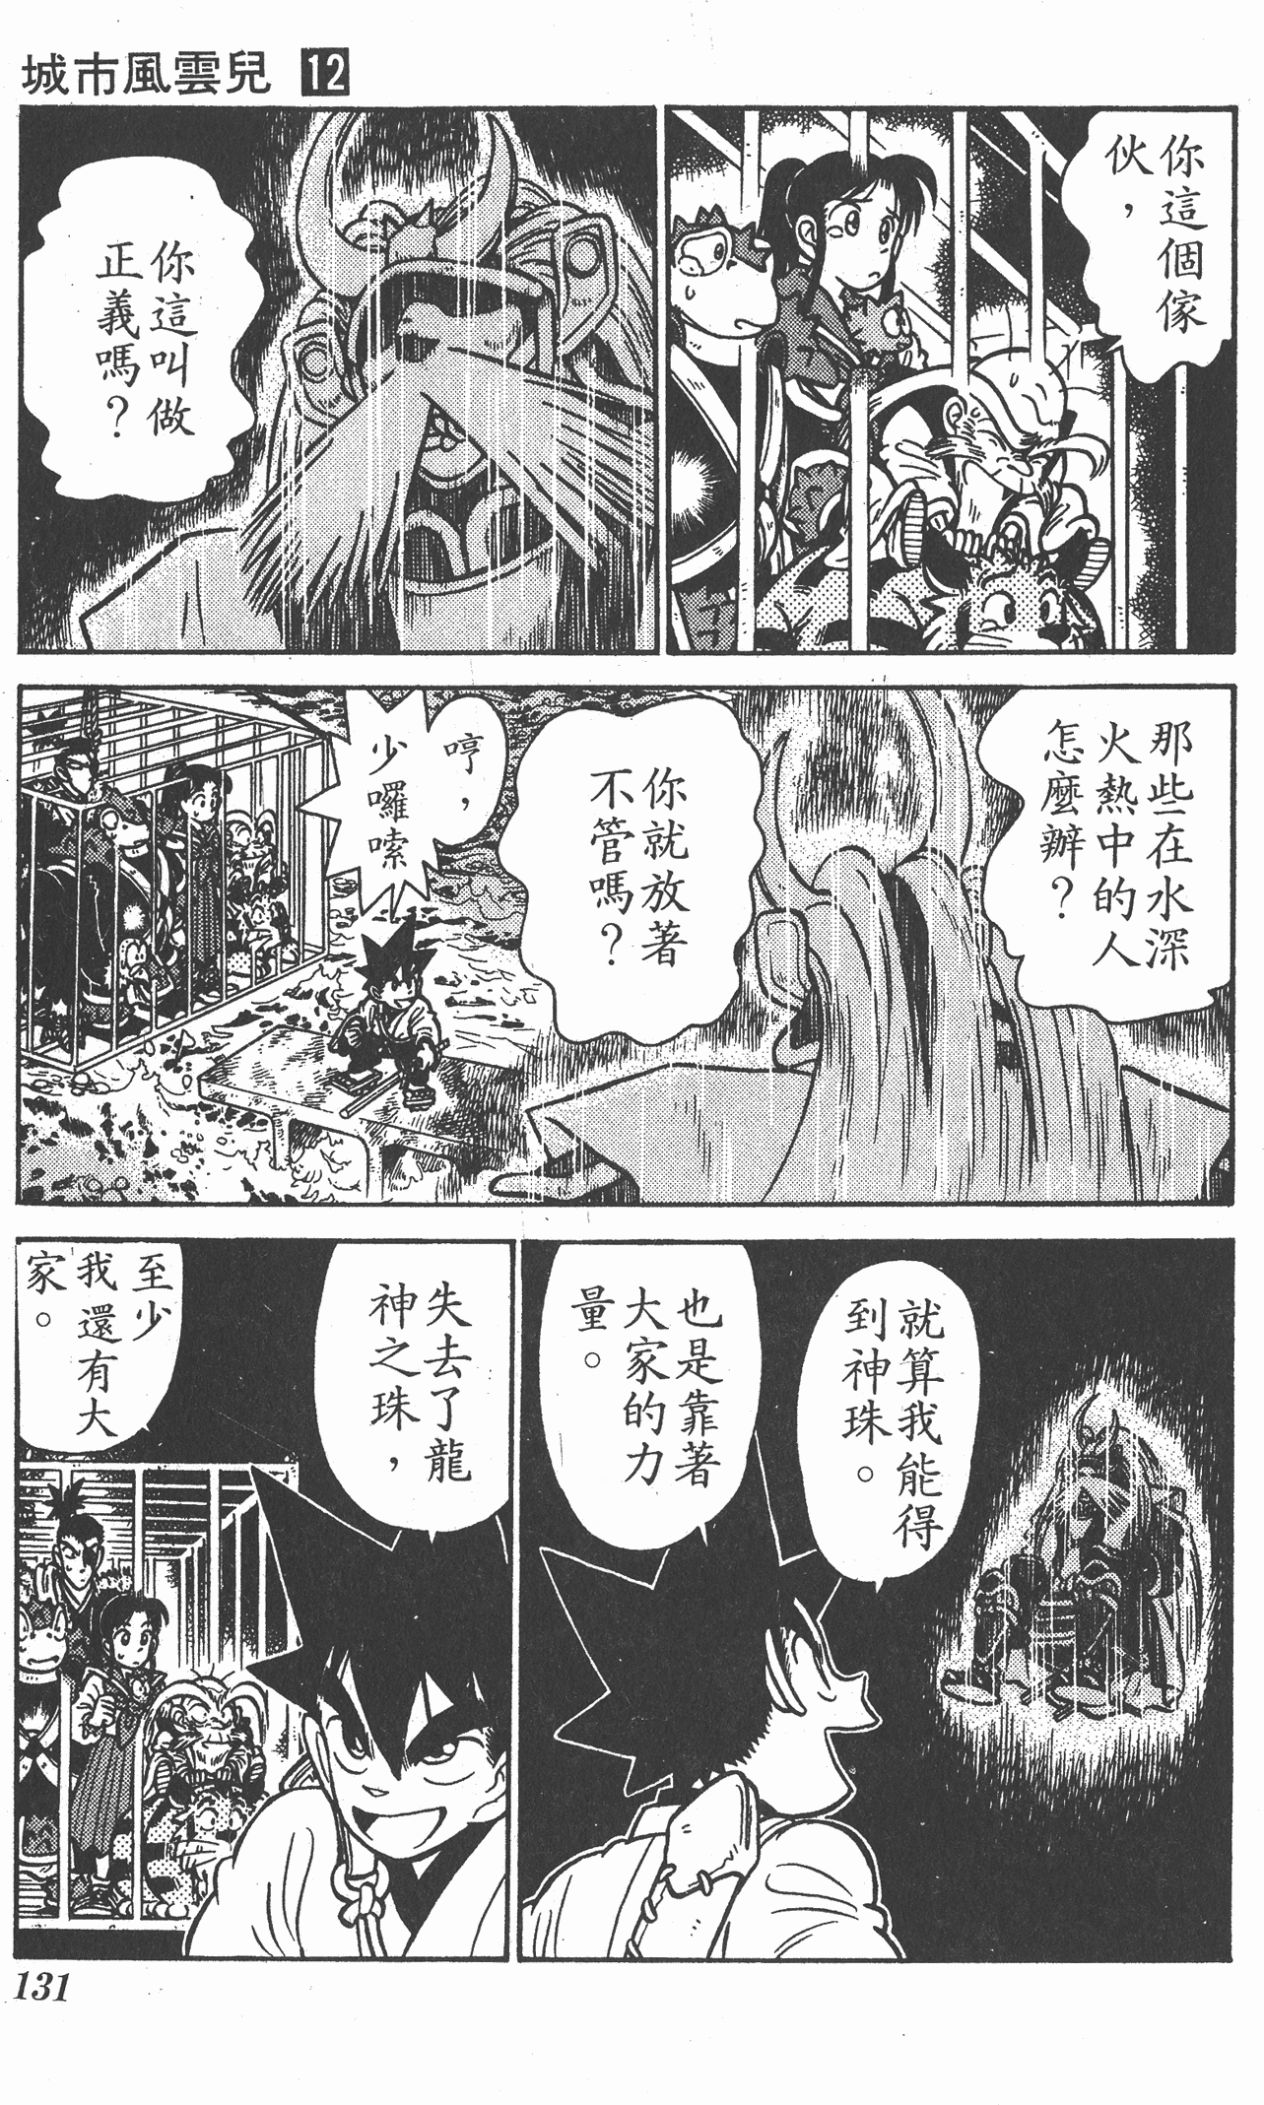 城市風雲兒 12
你這個傢
伙，
你這叫做
正義嗎？
那些在水深
火熱中的人
怎麼辦？
你就放著
不管嗎？
哼，
少囉嗦
就算我能得
到神珠。
也是靠著
大家的力
量。
失去了龍
神之珠，
至少
我還有大
家。
131